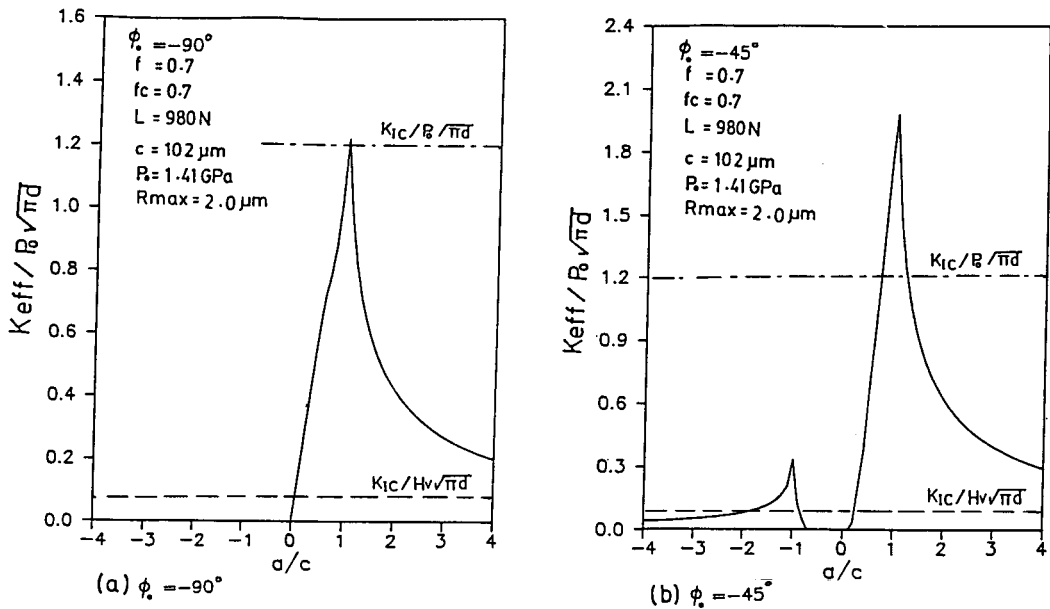 1.6
1.4
1.2
1.0
0.8
0.6
0.4
0.2
0.0
Keff / P₀√πd
ϕ₀ = -90°
f = 0.7
fc = 0.7
L = 980N
c = 102 μm
P₀ = 1.41 GPa
Rmax = 2.0 μm
KIC / P₀ √πd
KIC / Hv√πd
-4 -3 -2 -1 0 1 2 3 4
a/c
(a) ϕ₀ = -90°
2.4
2.1
1.8
1.5
1.2
0.9
0.6
0.3
0.0
Keff / P₀√πd
ϕ₀ = -45°
f = 0.7
fc = 0.7
L = 980N
c = 102 μm
P₀ = 1.41 GPa
Rmax = 2.0 μm
KIC / P₀ √πd
KIC / Hv√πd
-4 -3 -2 -1 0 1 2 3 4
a/c
(b) ϕ₀ = -45°